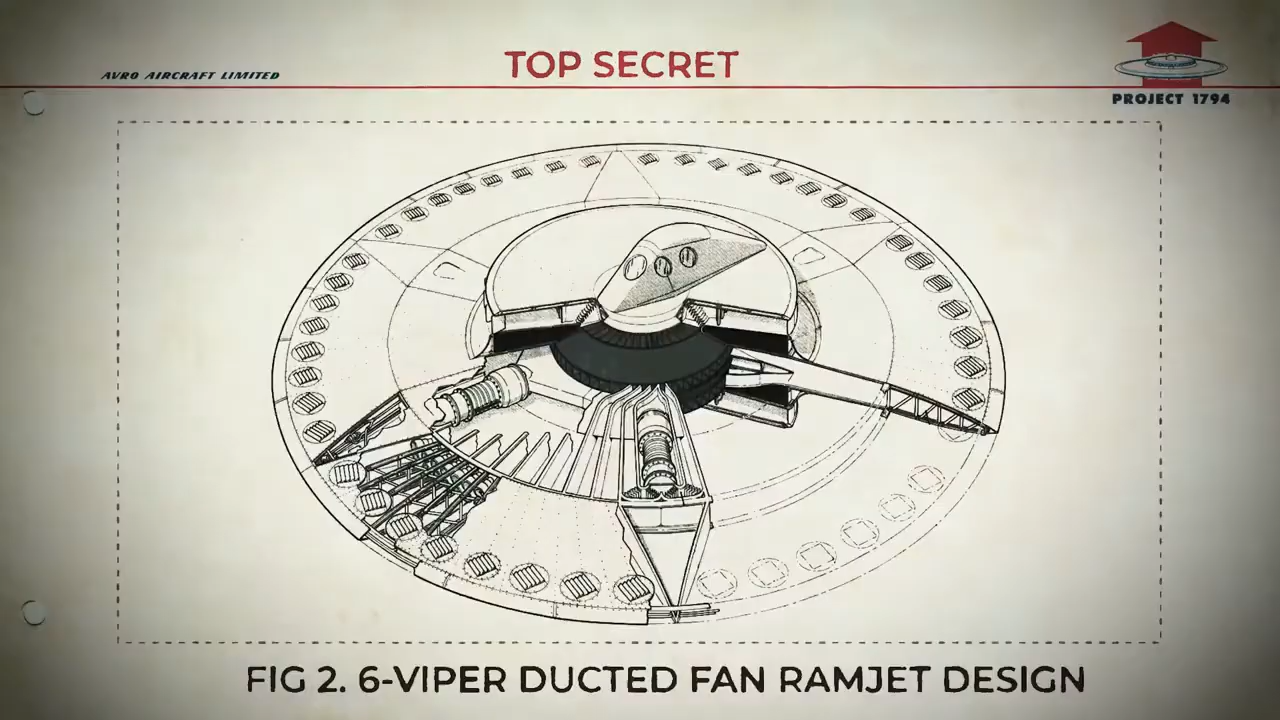 TOP SECRET
AVRO AIRCRAFT LIMITED
PROJECT 1794
FIG 2. 6-VIPER DUCTED FAN RAMJET DESIGN